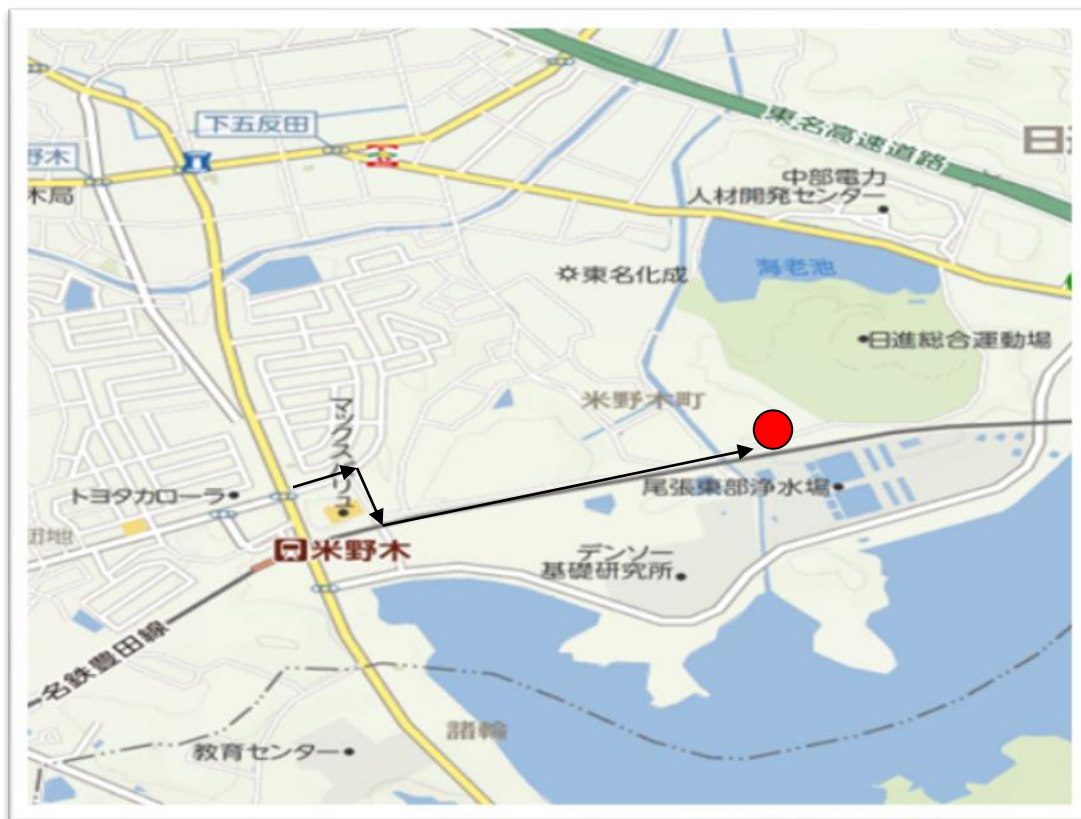 東名高速道路
下五反田
日進
野木
木局
中部電力
人材開発センター
海老池
東名化成
日進総合運動場
米野木町
マックスバリュ
トヨタカローラ
尾張東部浄水場
団地
米野木
デンソー
基礎研究所
名鉄豊田線
諸輪
教育センター